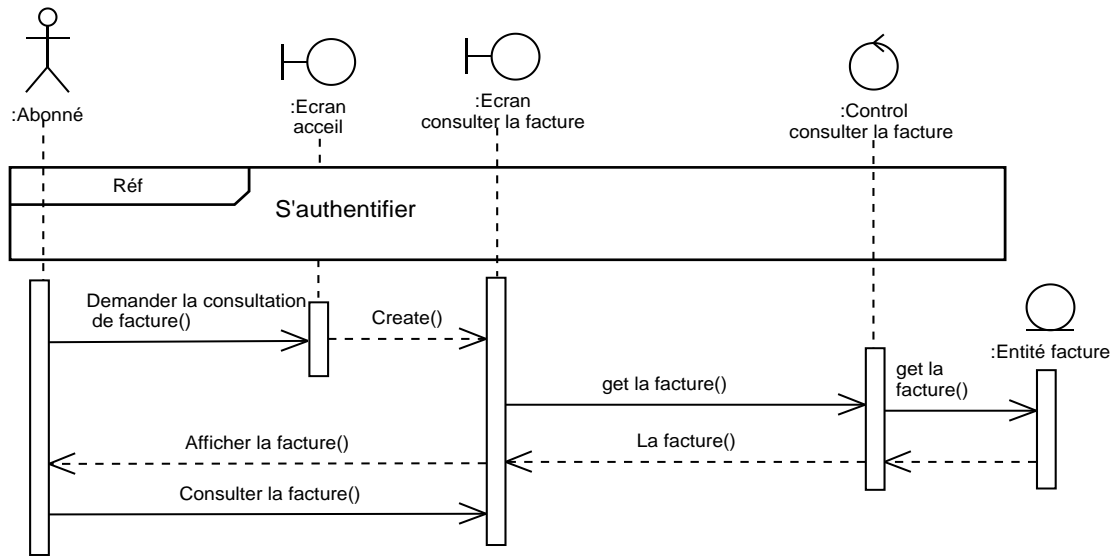 :Abonné
:Ecran
acceil
:Ecran
consulter la facture
:Control
consulter la facture
Réf
S'authentifier
Demander la consultation
de facture()
Create()
:Entité facture
get la facture()
get la
facture()
Afficher la facture()
La facture()
Consulter la facture()